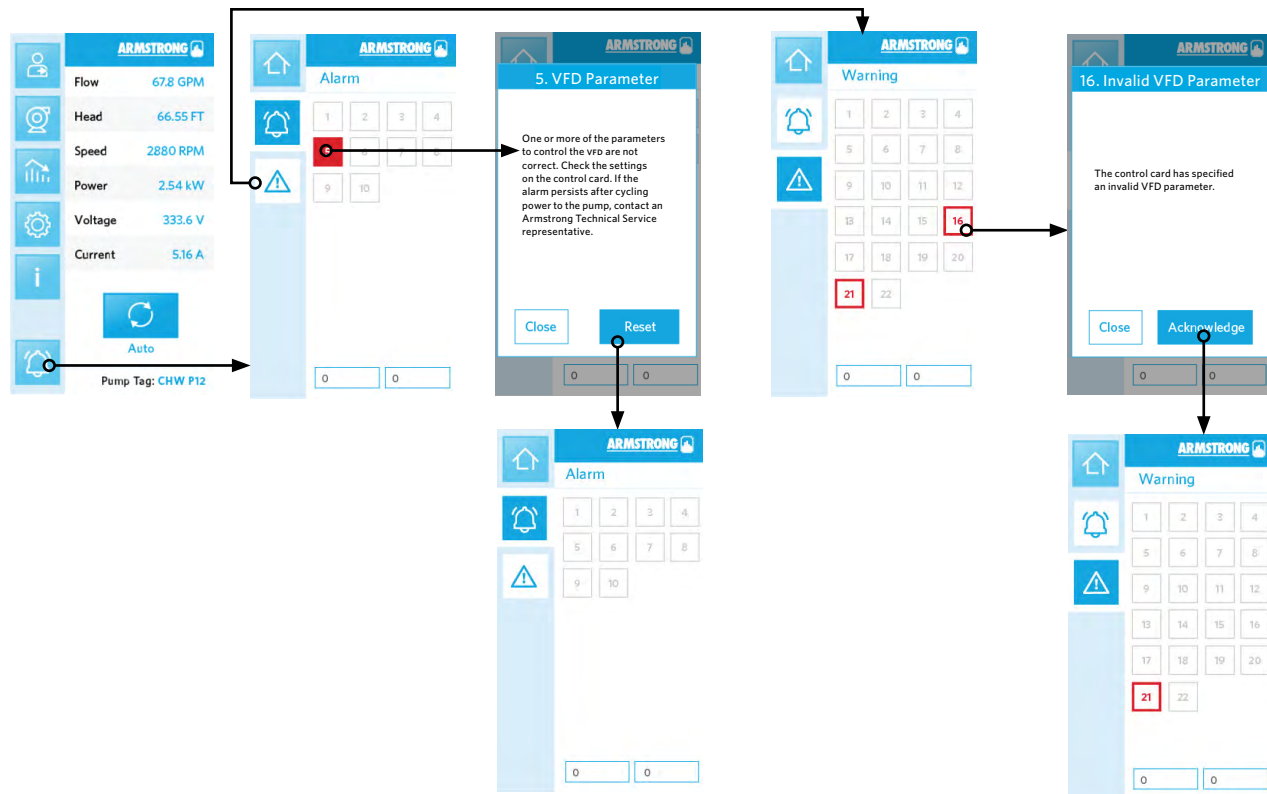 ARMSTRONG
Flow 67.8 GPM
Head 66.55 FT
Speed 2880 RPM
Power 2.54 kW
Voltage 333.6 V
Current 5.16 A
i
Auto
Pump Tag: CHW P12
ARMSTRONG
Alarm
1 2 3 4
5 6 7 8
9 10
0 0
ARMSTRONG
5. VFD Parameter
One or more of the parameters
to control the VFD are not
correct. Check the settings
on the control card. If the
alarm persists after cycling
power to the pump, contact an
Armstrong Technical Service
representative.
Close Reset
0 0
ARMSTRONG
Warning
1 2 3 4
5 6 7 8
9 10 11 12
13 14 15 16
17 18 19 20
21 22
0 0
ARMSTRONG
16. Invalid VFD Parameter
The control card has specified
an invalid VFD parameter.
Close Acknowledge
0 0
ARMSTRONG
Alarm
1 2 3 4
5 6 7 8
9 10
0 0
ARMSTRONG
Warning
1 2 3 4
5 6 7 8
9 10 11 12
13 14 15 16
17 18 19 20
21 22
0 0